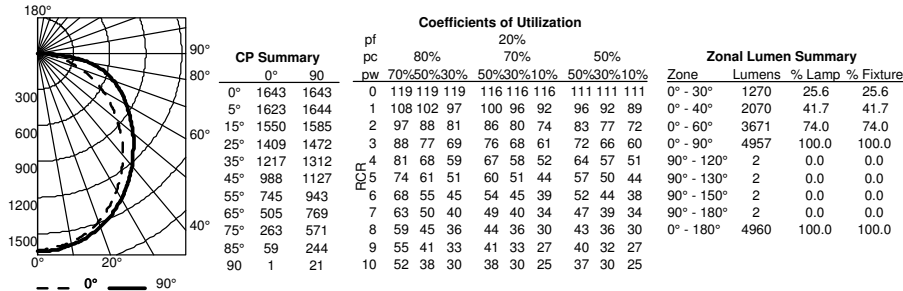 180°
90°
80°
300
600
60°
900
1200
40°
1500
0° 20°
0° 90°
CP Summary
0° 90
0° 1643 1643
5° 1623 1644
15° 1550 1585
25° 1409 1472
35° 1217 1312
45° 988 1127
55° 745 943
65° 505 769
75° 263 571
85° 59 244
90 1 21
Coefficients of Utilization
pf 20%
pc 80% 70% 50%
pw 70%50%30% 50%30%10% 50%30%10%
RCR
0 119 119 119 116 116 116 111 111 111
1 108 102 97 100 96 92 96 92 89
2 97 88 81 86 80 74 83 77 72
3 88 77 69 76 68 61 72 66 60
4 81 68 59 67 58 52 64 57 51
5 74 61 51 60 51 44 57 50 44
6 68 55 45 54 45 39 52 44 38
7 63 50 40 49 40 34 47 39 34
8 59 45 36 44 36 30 43 36 30
9 55 41 33 41 33 27 40 32 27
10 52 38 30 38 30 25 37 30 25
Zonal Lumen Summary
Zone Lumens % Lamp % Fixture
0° - 30° 1270 25.6 25.6
0° - 40° 2070 41.7 41.7
0° - 60° 3671 74.0 74.0
0° - 90° 4957 100.0 100.0
90° - 120° 2 0.0 0.0
90° - 130° 2 0.0 0.0
90° - 150° 2 0.0 0.0
90° - 180° 2 0.0 0.0
0° - 180° 4960 100.0 100.0